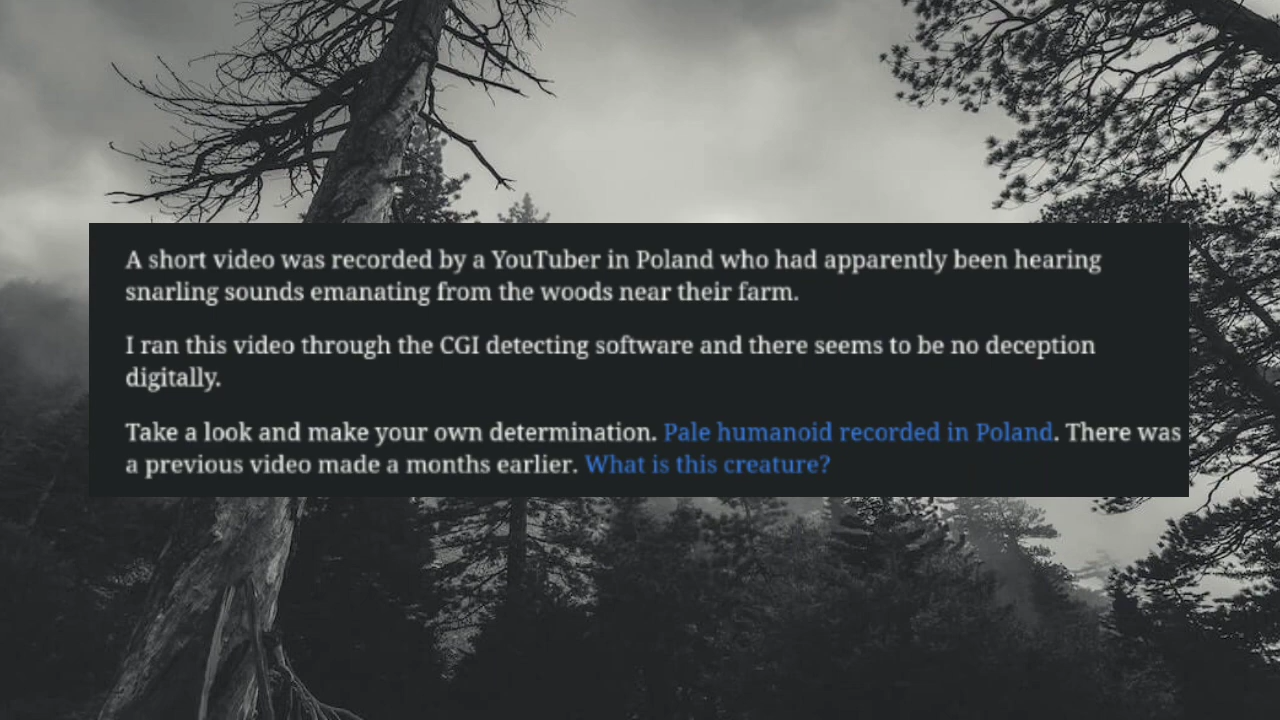 A short video was recorded by a YouTuber in Poland who had apparently been hearing
snarling sounds emanating from the woods near their farm.
I ran this video through the CGI detecting software and there seems to be no deception
digitally.
Take a look and make your own determination. Pale humanoid recorded in Poland. There was
a previous video made a months earlier. What is this creature?